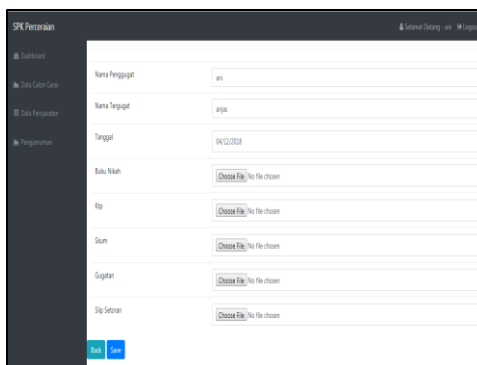 SPK Perceraian
Selamat Datang - ani Logout
Dashboard
Data Calon Cerai
Data Persyaratan
Pengumuman
Nama Penggugat ani
Nama Tergugat anjas
Tanggal 04/12/2018
Buku Nikah Choose File No file chosen
Ktp Choose File No file chosen
Skum Choose File No file chosen
Gugatan Choose File No file chosen
Slip Setoran Choose File No file chosen
Back Save